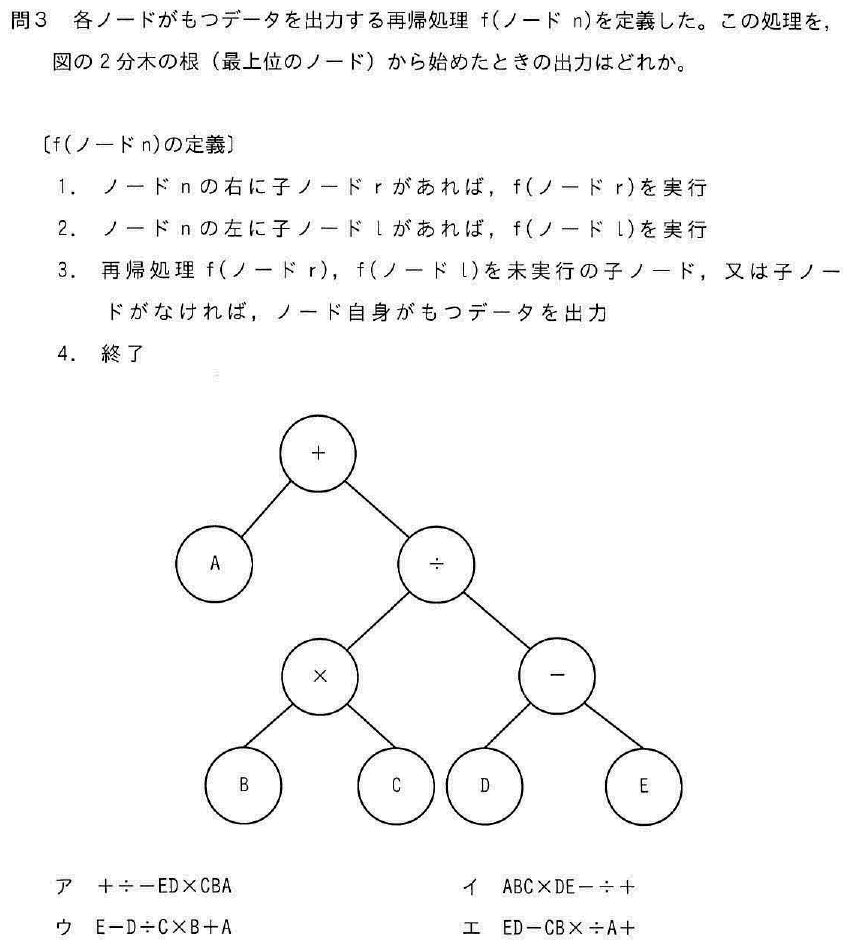 問3 各ノードがもつデータを出力する再帰処理 f(ノード n)を定義した。この処理を,
図の2分木の根（最上位のノード）から始めたときの出力はどれか。
〔f(ノード n)の定義〕
1. ノード n の右に子ノード r があれば, f(ノード r)を実行
2. ノード n の左に子ノード l があれば, f(ノード l)を実行
3. 再帰処理 f(ノード r), f(ノード l)を未実行の子ノード, 又は子ノー
ドがなければ, ノード自身がもつデータを出力
4. 終了
+
A ÷
× −
B C D E
ア +÷−ED×CBA イ ABC×DE−÷+
ウ E−D÷C×B+A エ ED−CB×÷A+